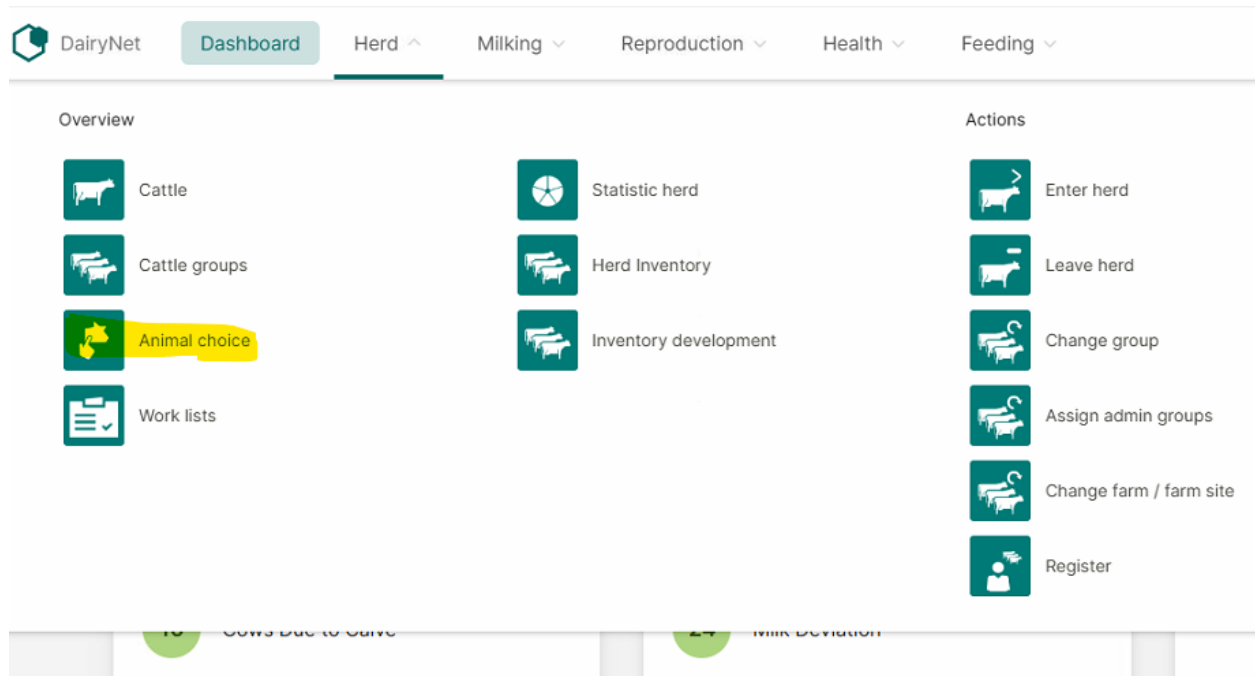 DairyNet Dashboard Herd Milking Reproduction Health Feeding
Overview
Cattle
Cattle groups
Animal choice
Work lists
Statistic herd
Herd Inventory
Inventory development
Actions
Enter herd
Leave herd
Change group
Assign admin groups
Change farm / farm site
Register
Cows Due to Calve
24 Milk Deviation